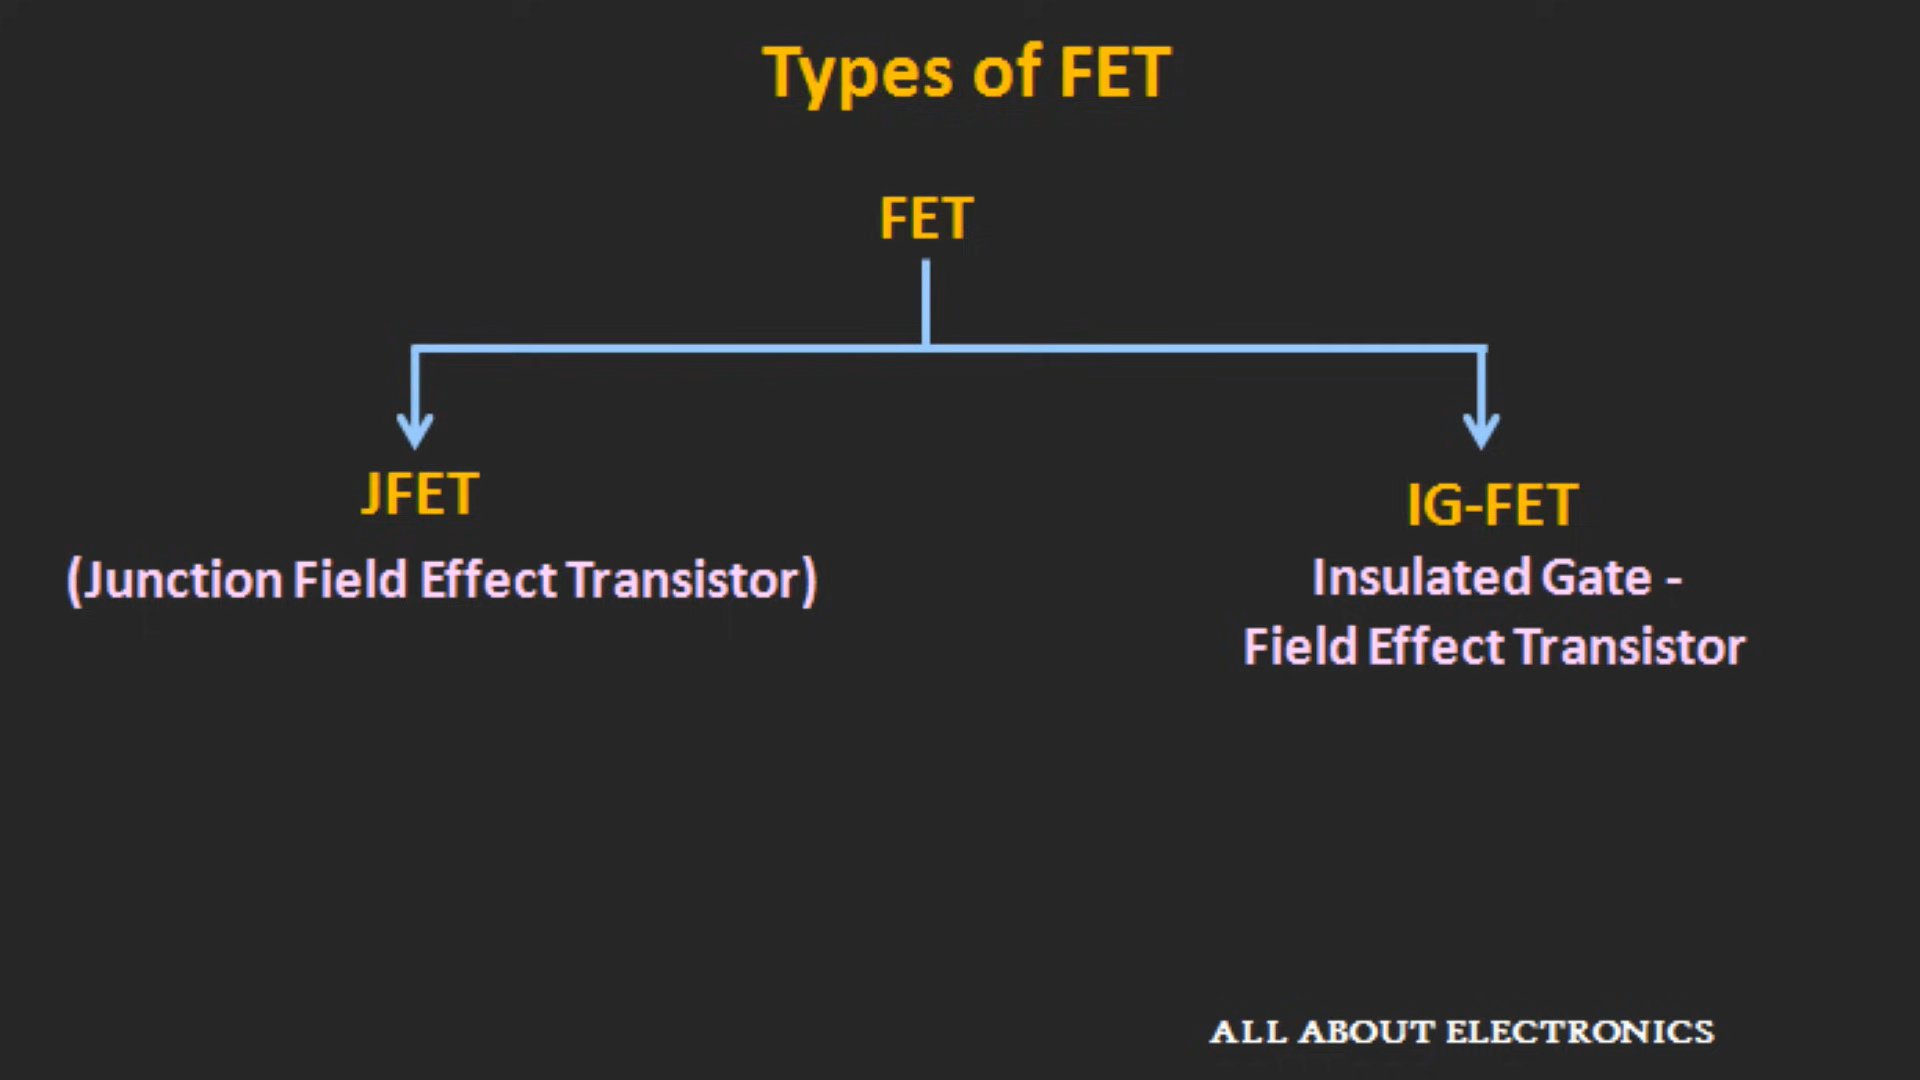 Types of FET
FET
JFET
(Junction Field Effect Transistor)
IG-FET
Insulated Gate -
Field Effect Transistor
ALL ABOUT ELECTRONICS